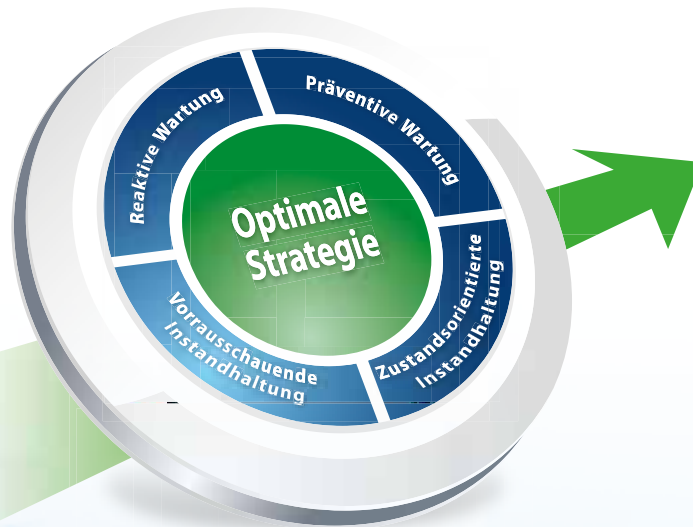 Reaktive Wartung
Präventive Wartung
Optimale
Strategie
Zustandsorientierte
Instandhaltung
Vorrausschauende
Instandhaltung